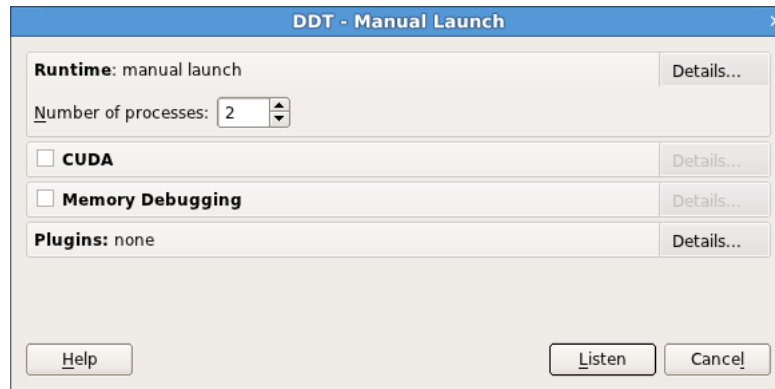 DDT - Manual Launch
Runtime: manual launch Details...
Number of processes: 2
CUDA Details...
Memory Debugging Details...
Plugins: none Details...
Help Listen Cancel